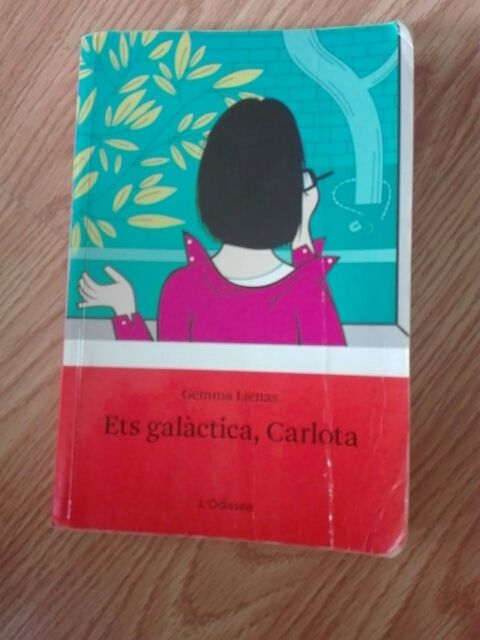 Gemma Lienas
Ets galàctica, Carlota
L'Odissea